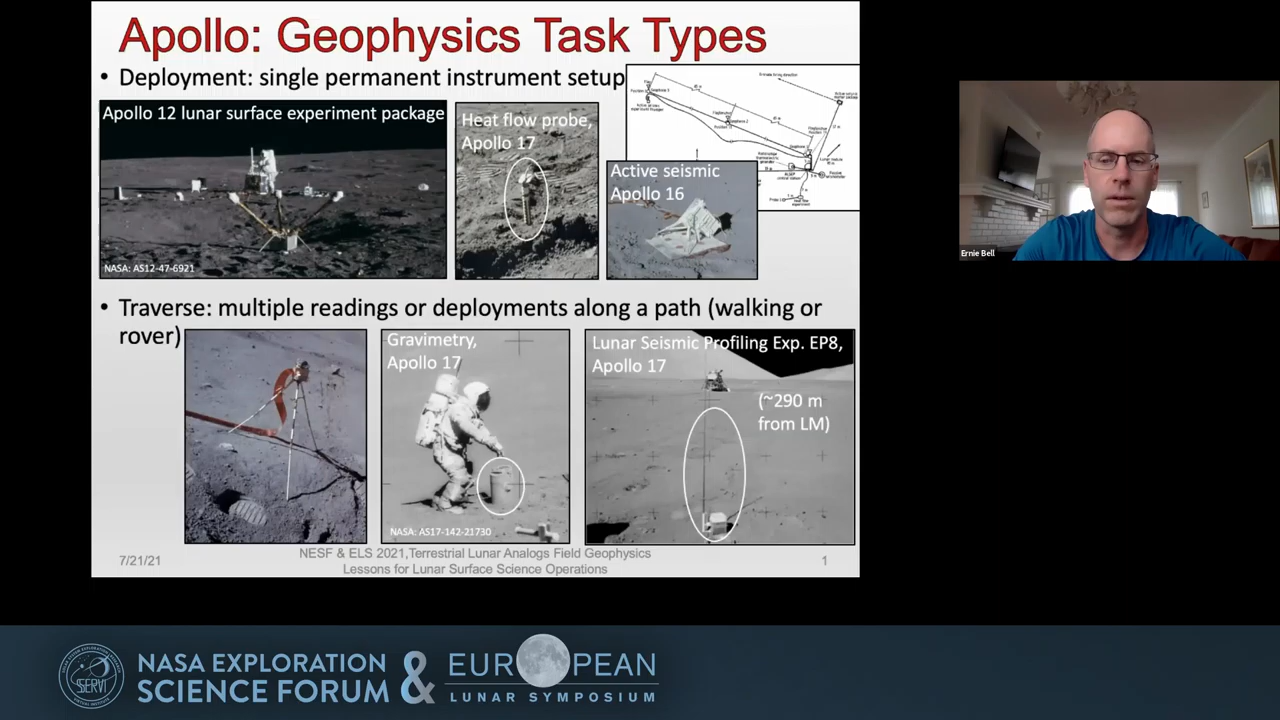 Apollo: Geophysics Task Types
• Deployment: single permanent instrument setup
Apollo 12 lunar surface experiment package
NASA: AS12-47-6921
Heat flow probe,
Apollo 17
Active seismic
Apollo 16
• Traverse: multiple readings or deployments along a path (walking or
rover)
Gravimetry,
Apollo 17
NASA: AS17-142-21730
Lunar Seismic Profiling Exp. EP8,
Apollo 17
(~290 m
from LM)
7/21/21
NESF & ELS 2021,Terrestrial Lunar Analogs Field Geophysics
Lessons for Lunar Surface Science Operations
1
Ernie Bell
SSERVI
NASA EXPLORATION
SCIENCE FORUM
&
EUROPEAN
LUNAR SYMPOSIUM